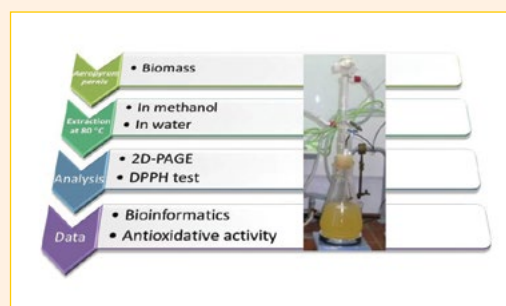 Aeropyrum
pernix
• Biomass
Extraction
at 80 °C
• In methanol
• In water
Analysis
• 2D-PAGE
• DPPH test
Data
• Bioinformatics
• Antioxidative activity